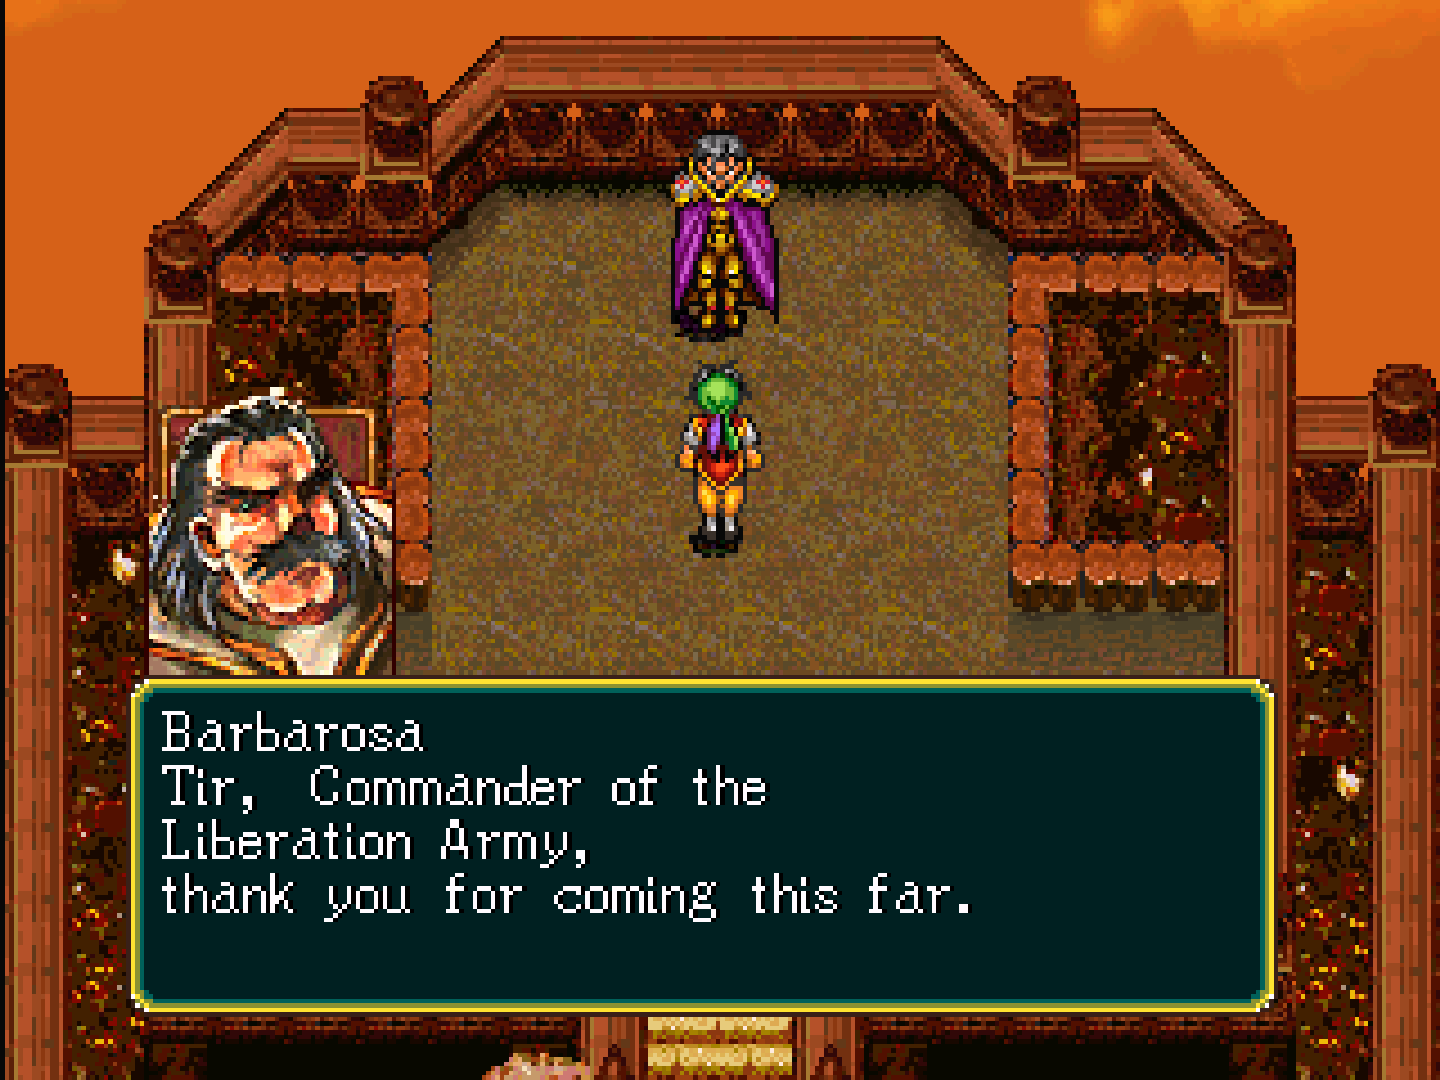 Barbarosa
Tir, Commander of the
Liberation Army,
thank you for coming this far.